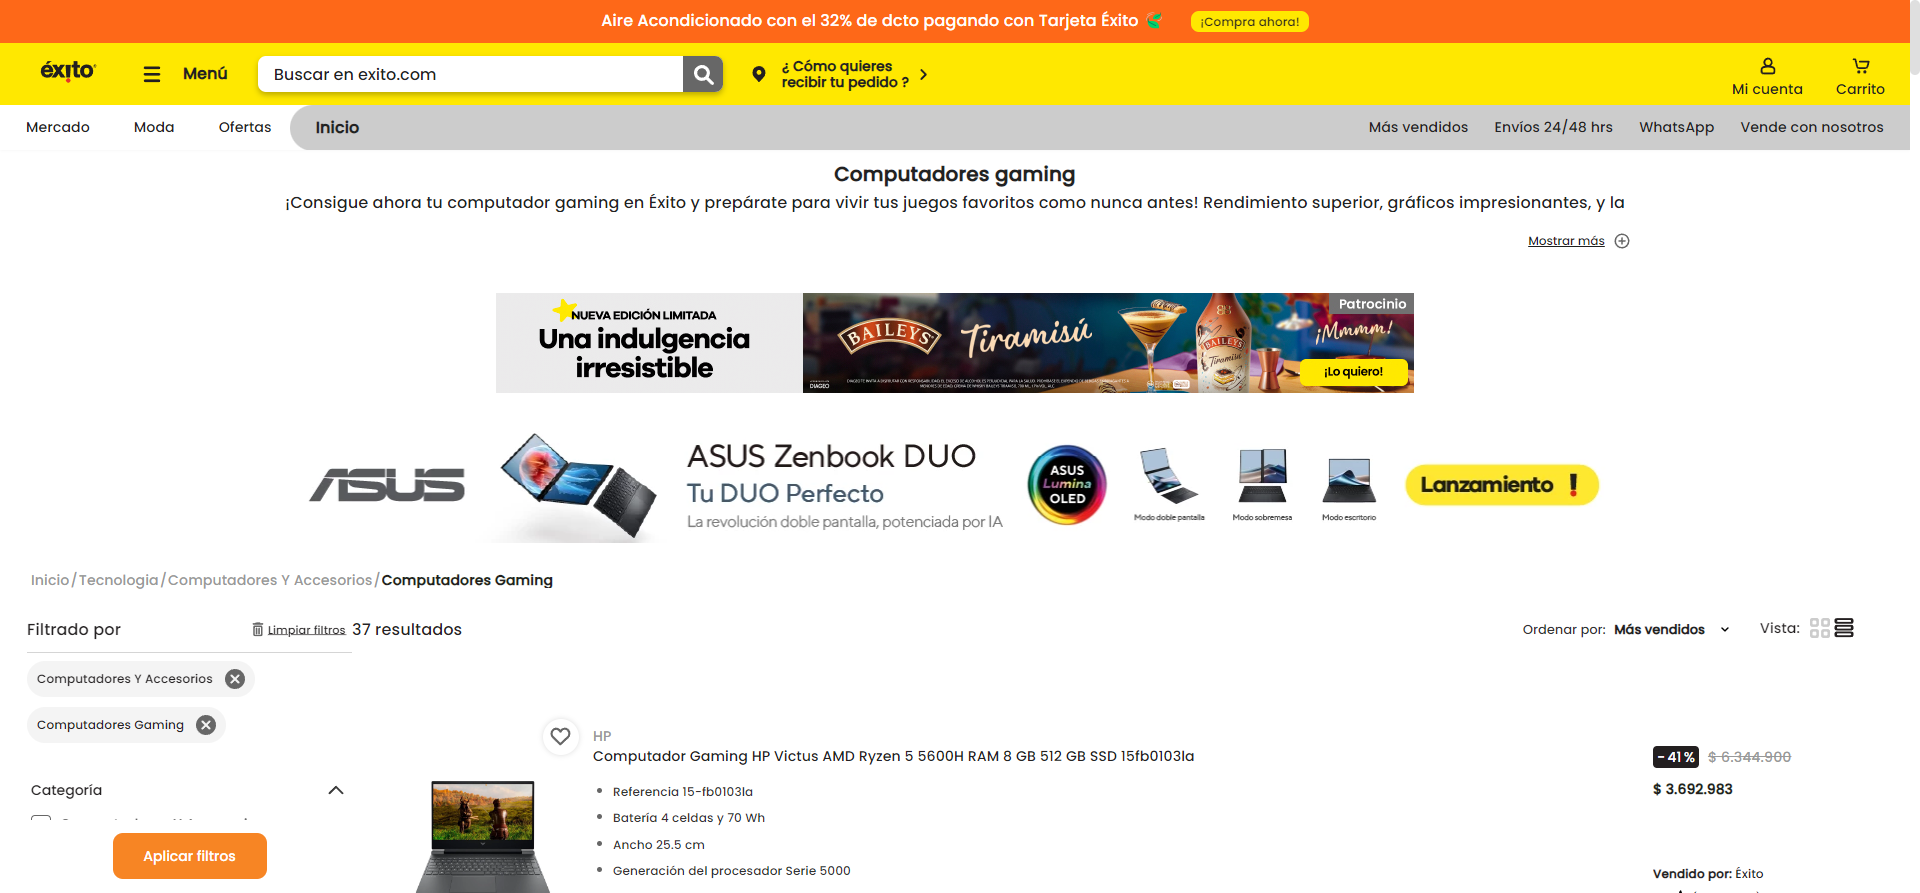 Aire Acondicionado con el 32% de dcto pagando con Tarjeta Éxito
¡Compra ahora!
éxito
Menú
Buscar en exito.com
¿Cómo quieres
recibir tu pedido ?
Mi cuenta
Carrito
Mercado
Moda
Ofertas
Inicio
Más vendidos
Envíos 24/48 hrs
WhatsApp
Vende con nosotros
Computadores gaming
¡Consigue ahora tu computador gaming en Éxito y prepárate para vivir tus juegos favoritos como nunca antes! Rendimiento superior, gráficos impresionantes, y la
Mostrar más
NUEVA EDICIÓN LIMITADA
Una indulgencia
irresistible
BAILEYS
Tiramisú
BAILEYS
Tiramisú
Patrocinio
¡Mmmm!
¡Lo quiero!
DIAGEO
ASUS
ASUS Zenbook DUO
Tu DUO Perfecto
La revolución doble pantalla, potenciada por IA
ASUS
Lumina
OLED
Modo doble pantalla
Modo sobremesa
Modo escritorio
Lanzamiento !
Inicio/Tecnologia/Computadores Y Accesorios/Computadores Gaming
Filtrado por
Limpiar filtros
37 resultados
Ordenar por: Más vendidos
Vista:
Computadores Y Accesorios
Computadores Gaming
Categoría
Aplicar filtros
HP
Computador Gaming HP Victus AMD Ryzen 5 5600H RAM 8 GB 512 GB SSD 15fb0103la
Referencia 15-fb0103la
Batería 4 celdas y 70 Wh
Ancho 25.5 cm
Generación del procesador Serie 5000
- 41 %
$ 6.344.900
$ 3.692.983
Vendido por: Éxito